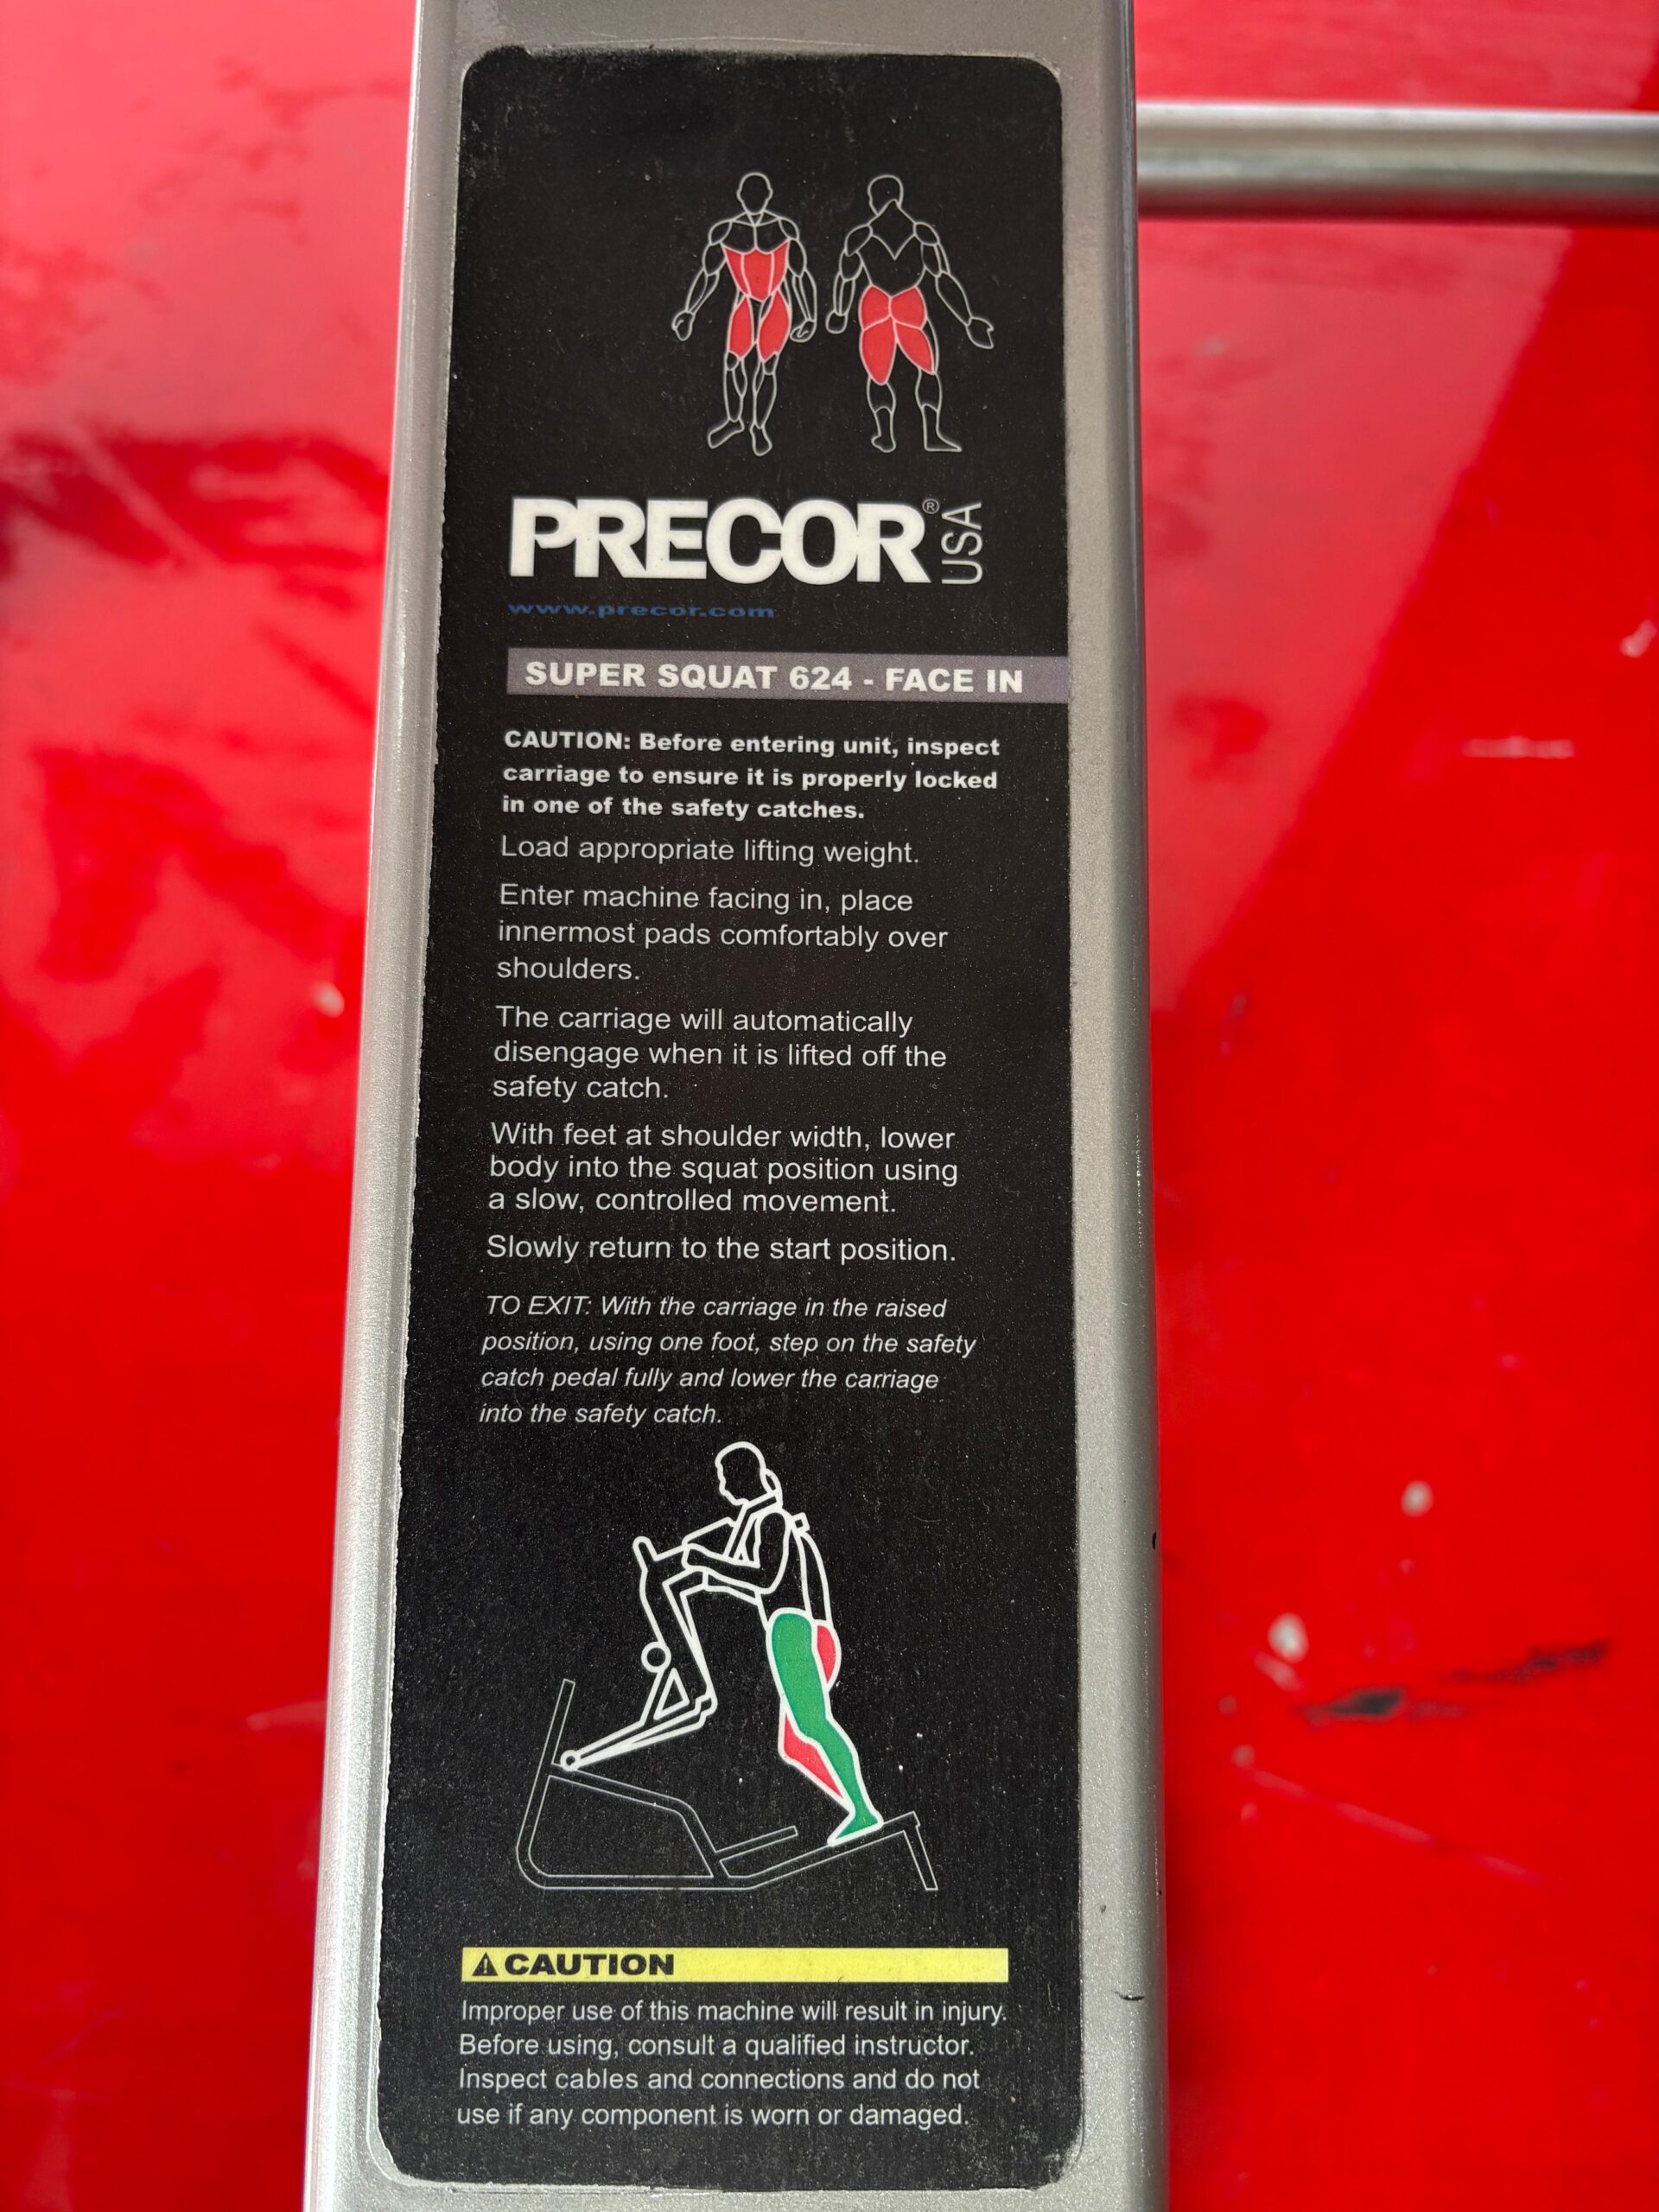 PRECOR® USA
www.precor.com
SUPER SQUAT 624 - FACE IN
CAUTION: Before entering unit, inspect
carriage to ensure it is properly locked
in one of the safety catches.
Load appropriate lifting weight.
Enter machine facing in, place
innermost pads comfortably over
shoulders.
The carriage will automatically
disengage when it is lifted off the
safety catch.
With feet at shoulder width, lower
body into the squat position using
a slow, controlled movement.
Slowly return to the start position.
TO EXIT: With the carriage in the raised
position, using one foot, step on the safety
catch pedal fully and lower the carriage
into the safety catch.
⚠ CAUTION
Improper use of this machine will result in injury.
Before using, consult a qualified instructor.
Inspect cables and connections and do not
use if any component is worn or damaged.